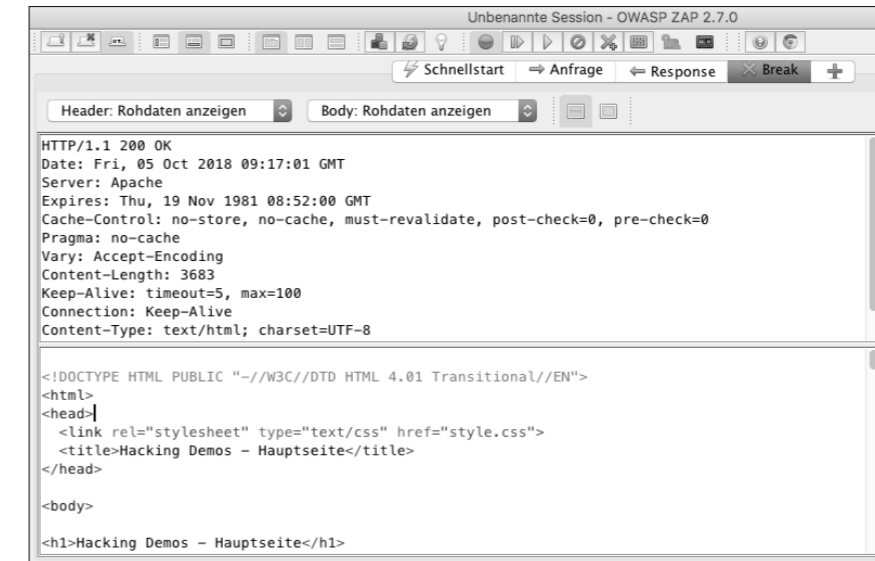 Unbenannte Session - OWASP ZAP 2.7.0
Schnellstart Anfrage Response Break
Header: Rohdaten anzeigen Body: Rohdaten anzeigen
HTTP/1.1 200 OK
Date: Fri, 05 Oct 2018 09:17:01 GMT
Server: Apache
Expires: Thu, 19 Nov 1981 08:52:00 GMT
Cache-Control: no-store, no-cache, must-revalidate, post-check=0, pre-check=0
Pragma: no-cache
Vary: Accept-Encoding
Content-Length: 3683
Keep-Alive: timeout=5, max=100
Connection: Keep-Alive
Content-Type: text/html; charset=UTF-8
<!DOCTYPE HTML PUBLIC "-//W3C//DTD HTML 4.01 Transitional//EN">
<html>
<head>
<link rel="stylesheet" type="text/css" href="style.css">
<title>Hacking Demos - Hauptseite</title>
</head>
<body>
<h1>Hacking Demos - Hauptseite</h1>